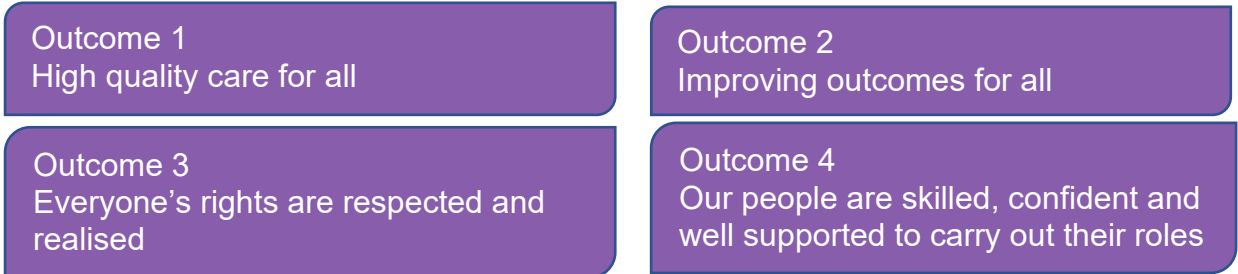 Outcome 1
High quality care for all
Outcome 2
Improving outcomes for all
Outcome 3
Everyone’s rights are respected and
realised
Outcome 4
Our people are skilled, confident and
well supported to carry out their roles